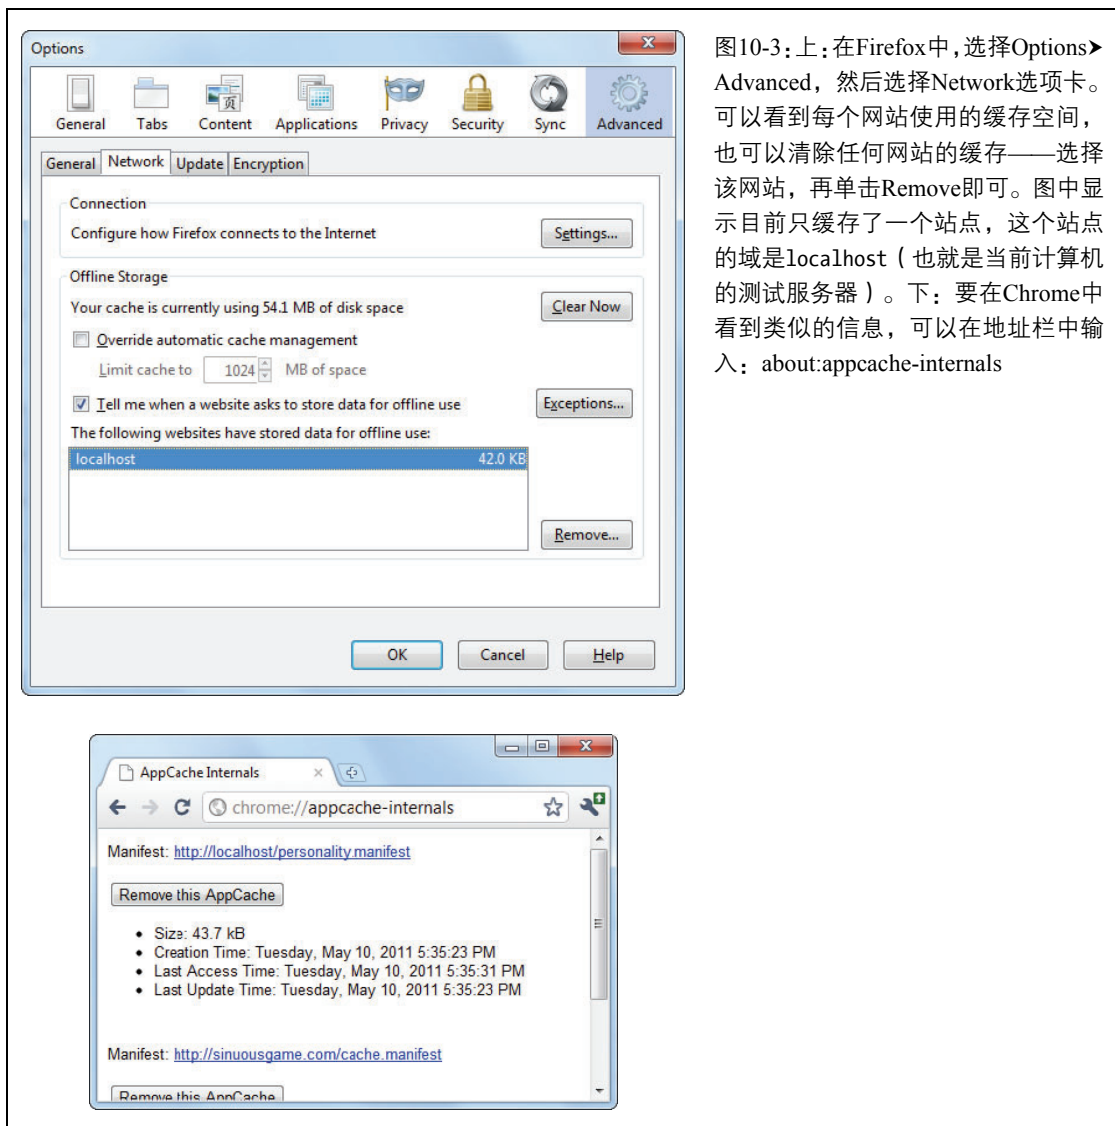 Options
General Tabs Content Applications Privacy Security Sync Advanced
页
General Network Update Encryption
Connection
Configure how Firefox connects to the Internet Settings...
Offline Storage
Your cache is currently using 54.1 MB of disk space Clear Now
Override automatic cache management
Limit cache to 1024 MB of space
Tell me when a website asks to store data for offline use Exceptions...
The following websites have stored data for offline use:
localhost 42.0 KB
Remove...
OK Cancel Help
图10-3：上：在Firefox中，选择Options➤
Advanced，然后选择Network选项卡。
可以看到每个网站使用的缓存空间，
也可以清除任何网站的缓存——选择
该网站，再单击Remove即可。图中显
示目前只缓存了一个站点，这个站点
的域是localhost（也就是当前计算机
的测试服务器）。下：要在Chrome中
看到类似的信息，可以在地址栏中输
入：about:appcache-internals
AppCache Internals
chrome://appcache-internals
Manifest: http://localhost/personality.manifest
Remove this AppCache
• Size: 43.7 kB
• Creation Time: Tuesday, May 10, 2011 5:35:23 PM
• Last Access Time: Tuesday, May 10, 2011 5:35:31 PM
• Last Update Time: Tuesday, May 10, 2011 5:35:23 PM
Manifest: http://sinuousgame.com/cache.manifest
Remove this AppCache